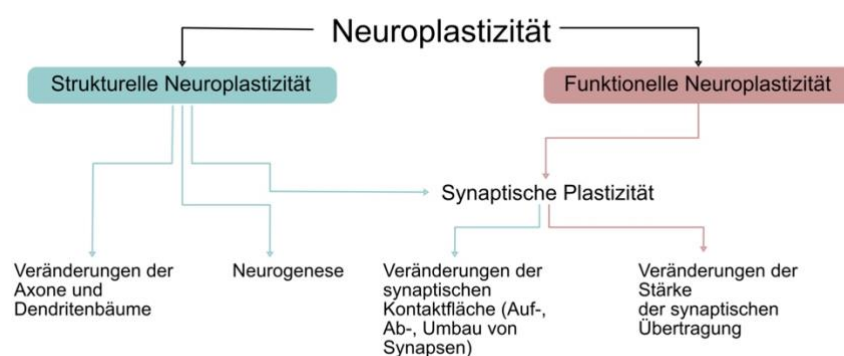 Neuroplastizität
Strukturelle Neuroplastizität
Funktionelle Neuroplastizität
Synaptische Plastizität
Veränderungen der
Axone und
Dendritenbäume
Neurogenese
Veränderungen der
synaptischen
Kontaktfläche (Auf-,
Ab-, Umbau von
Synapsen)
Veränderungen der
Stärke
der synaptischen
Übertragung